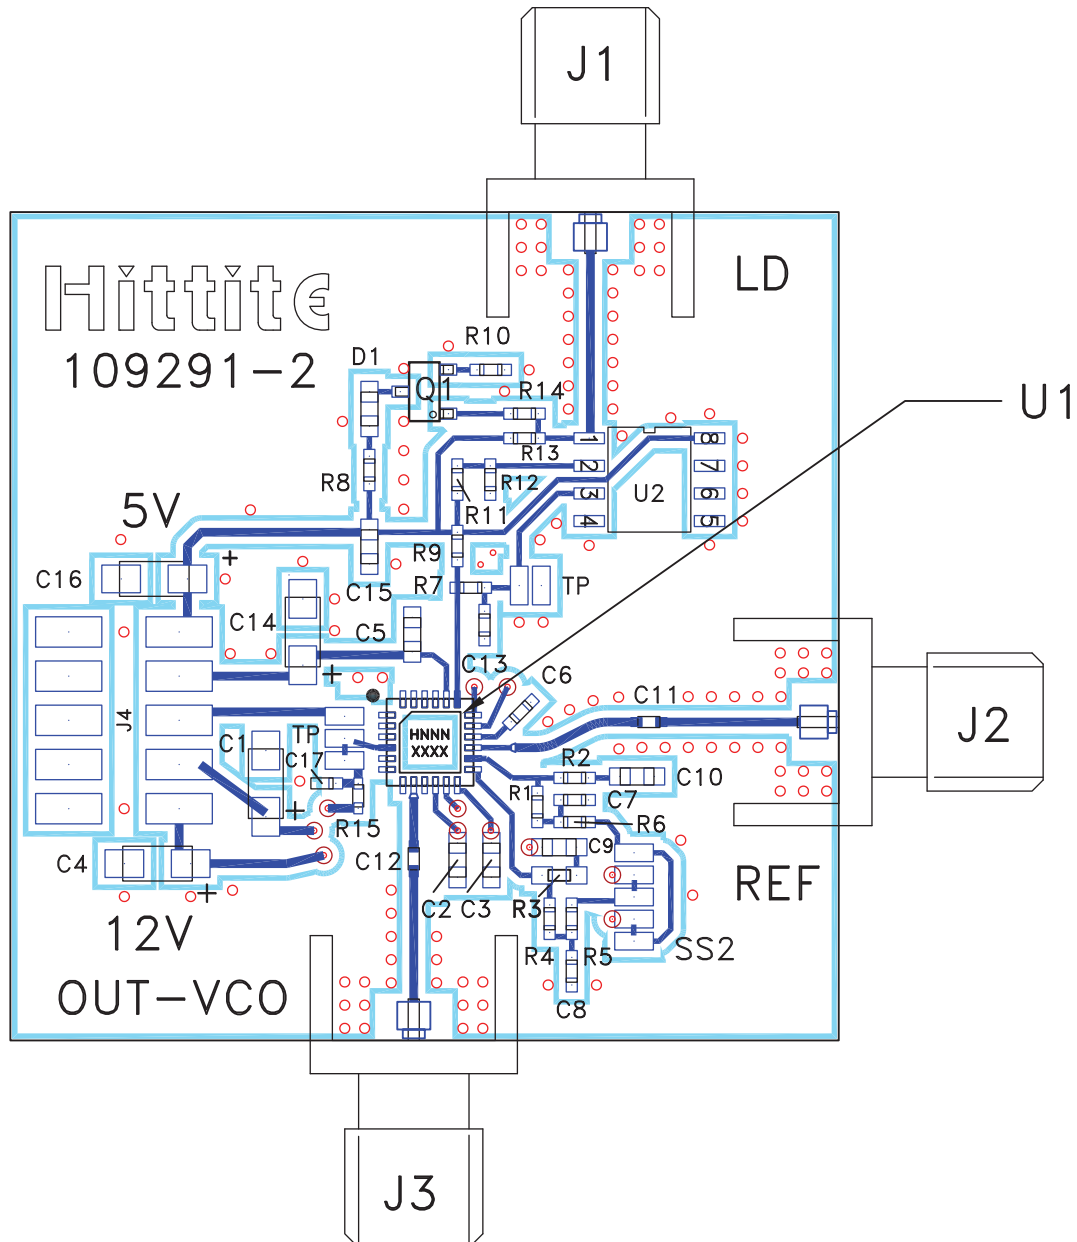 J1
LD
Hittite
109291-2
R10
D1
Q1
R14
U1
R13
1
8
2
7
R12
R8
3
U2
6
R11
4
5
5V
+
R9
C16
C15
R7
TP
C14
C5
+
C13
C6
C11
J4
TP
C1
HNNN
XXXX
J2
C17
R2
C10
R1
C7
+
R15
R6
C4
C12
C9
+
C2
C3
R3
REF
12V
R4
R5
SS2
OUT-VCO
C8
J3